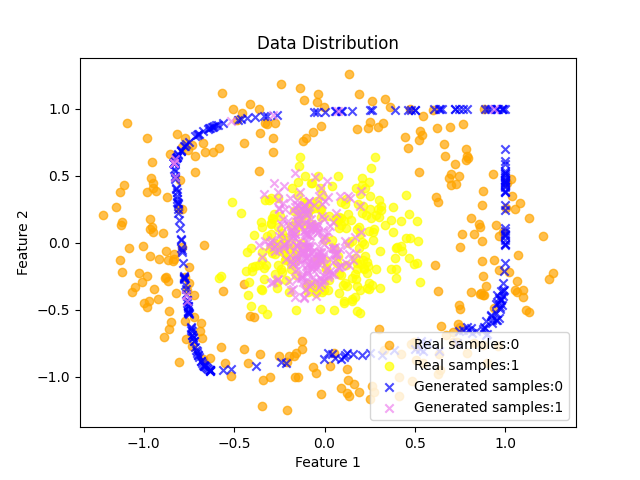 Data Distribution
1.0
0.5
0.0
−0.5
−1.0
Feature 2
Real samples:0
Real samples:1
Generated samples:0
Generated samples:1
−1.0 −0.5 0.0 0.5 1.0
Feature 1